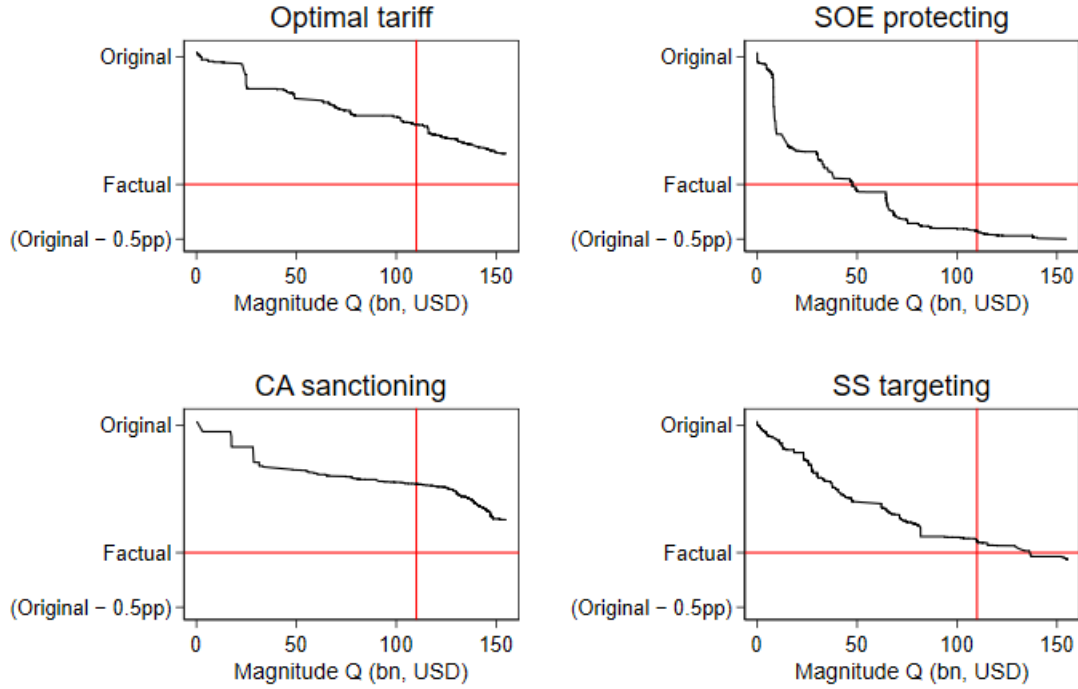 Optimal tariff
Original
Factual
(Original − 0.5pp)
0 50 100 150
Magnitude Q (bn, USD)
SOE protecting
Original
Factual
(Original − 0.5pp)
0 50 100 150
Magnitude Q (bn, USD)
CA sanctioning
Original
Factual
(Original − 0.5pp)
0 50 100 150
Magnitude Q (bn, USD)
SS targeting
Original
Factual
(Original − 0.5pp)
0 50 100 150
Magnitude Q (bn, USD)